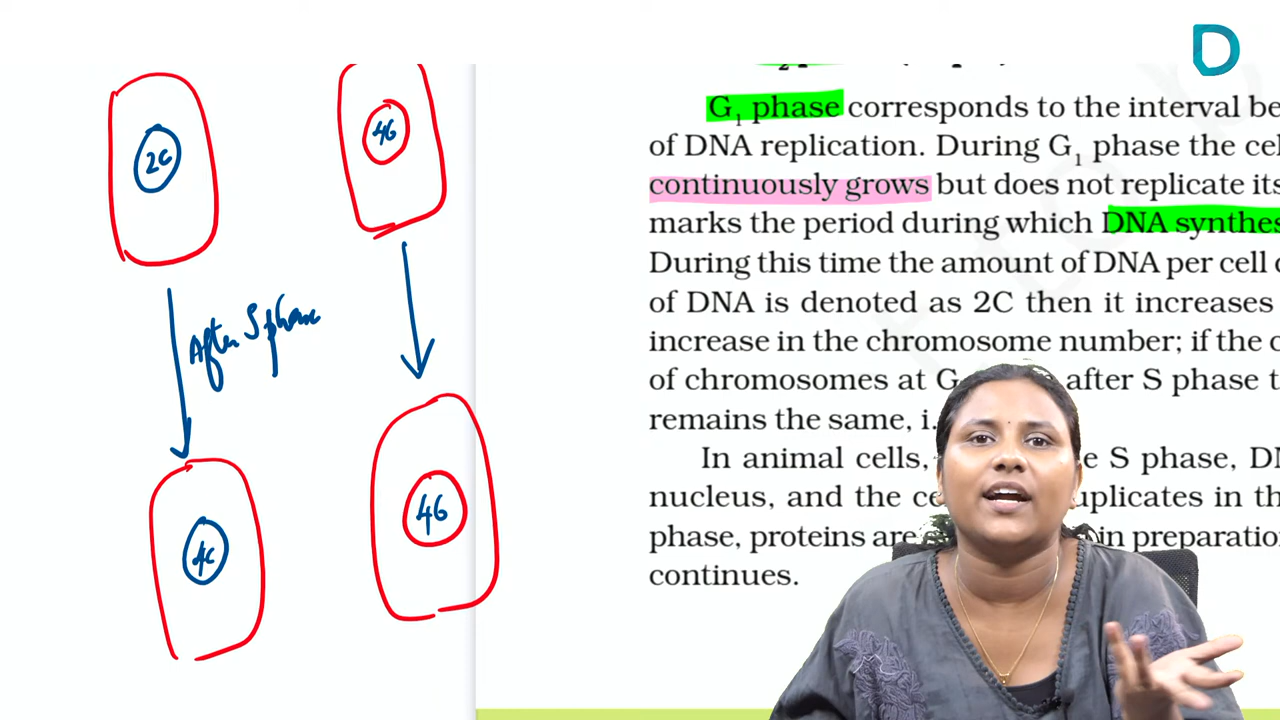 D
2C
46
After S phase
4C
46
G₁ phase corresponds to the interval be
of DNA replication. During G₁ phase the cel
continuously grows but does not replicate its
marks the period during which DNA synthes
During this time the amount of DNA per cell
of DNA is denoted as 2C then it increases
increase in the chromosome number; if the c
of chromosomes at G after S phase t
remains the same, i.
In animal cells, e S phase, DN
nucleus, and the ce uplicates in th
phase, proteins are in preparation
continues.